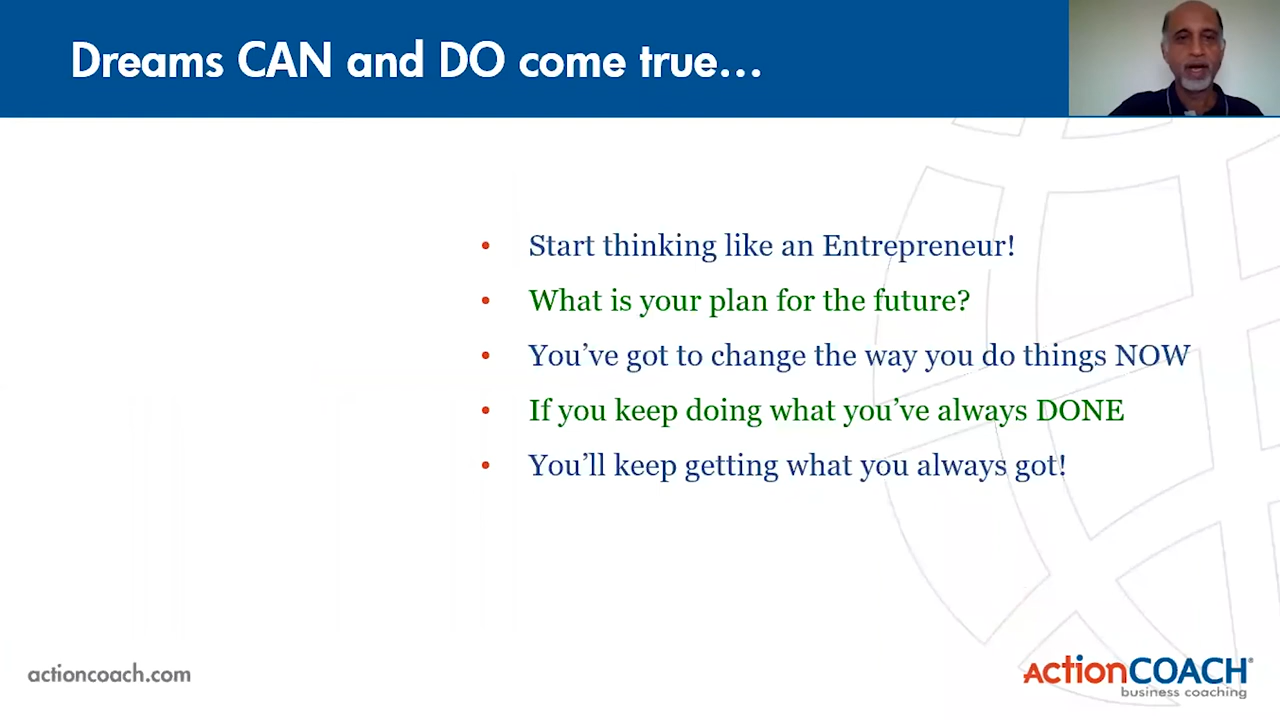 Dreams CAN and DO come true...
• Start thinking like an Entrepreneur!
• What is your plan for the future?
• You’ve got to change the way you do things NOW
• If you keep doing what you’ve always DONE
• You’ll keep getting what you always got!
actioncoach.com
ActionCOACH®
business coaching